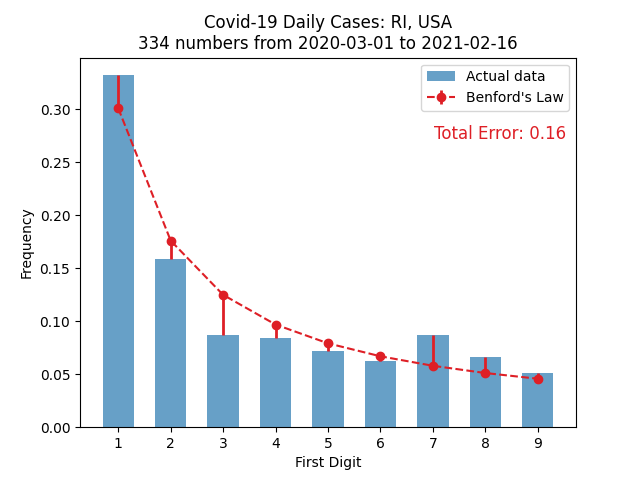 Covid-19 Daily Cases: RI, USA
334 numbers from 2020-03-01 to 2021-02-16
Actual data
Benford's Law
Total Error: 0.16
Frequency
0.30
0.25
0.20
0.15
0.10
0.05
0.00
1 2 3 4 5 6 7 8 9
First Digit